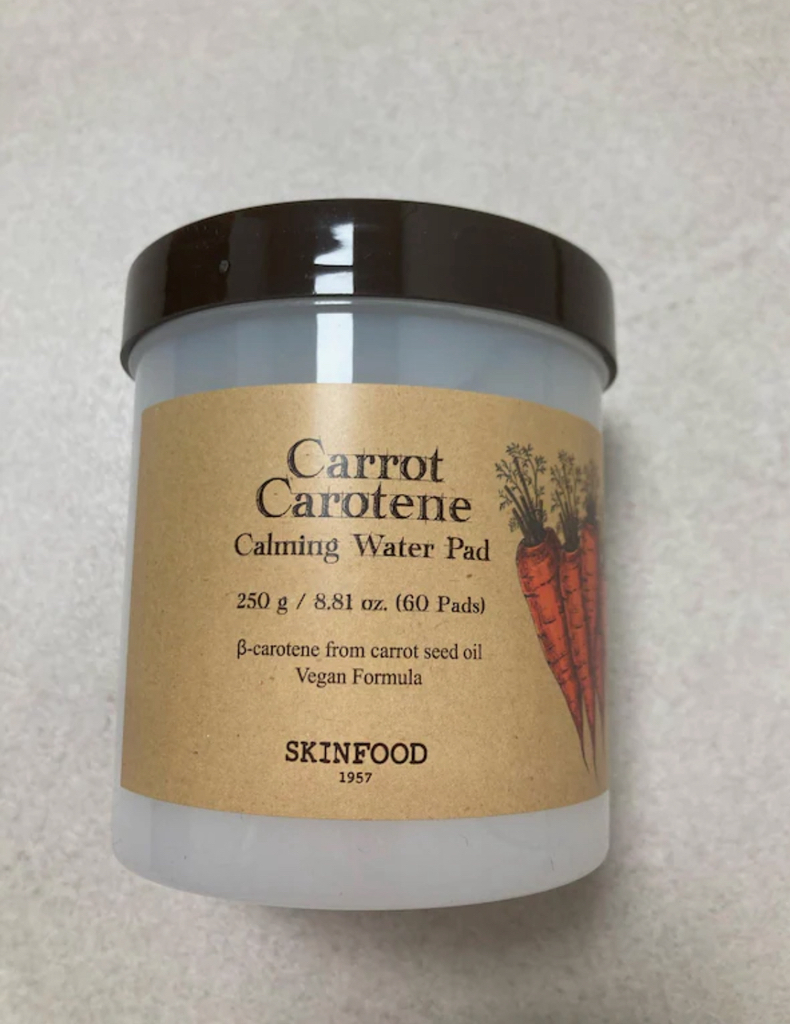 Carrot
Carotene
Calming Water Pad
250 g / 8.81 oz. (60 Pads)
β-carotene from carrot seed oil
Vegan Formula
SKINFOOD
1957